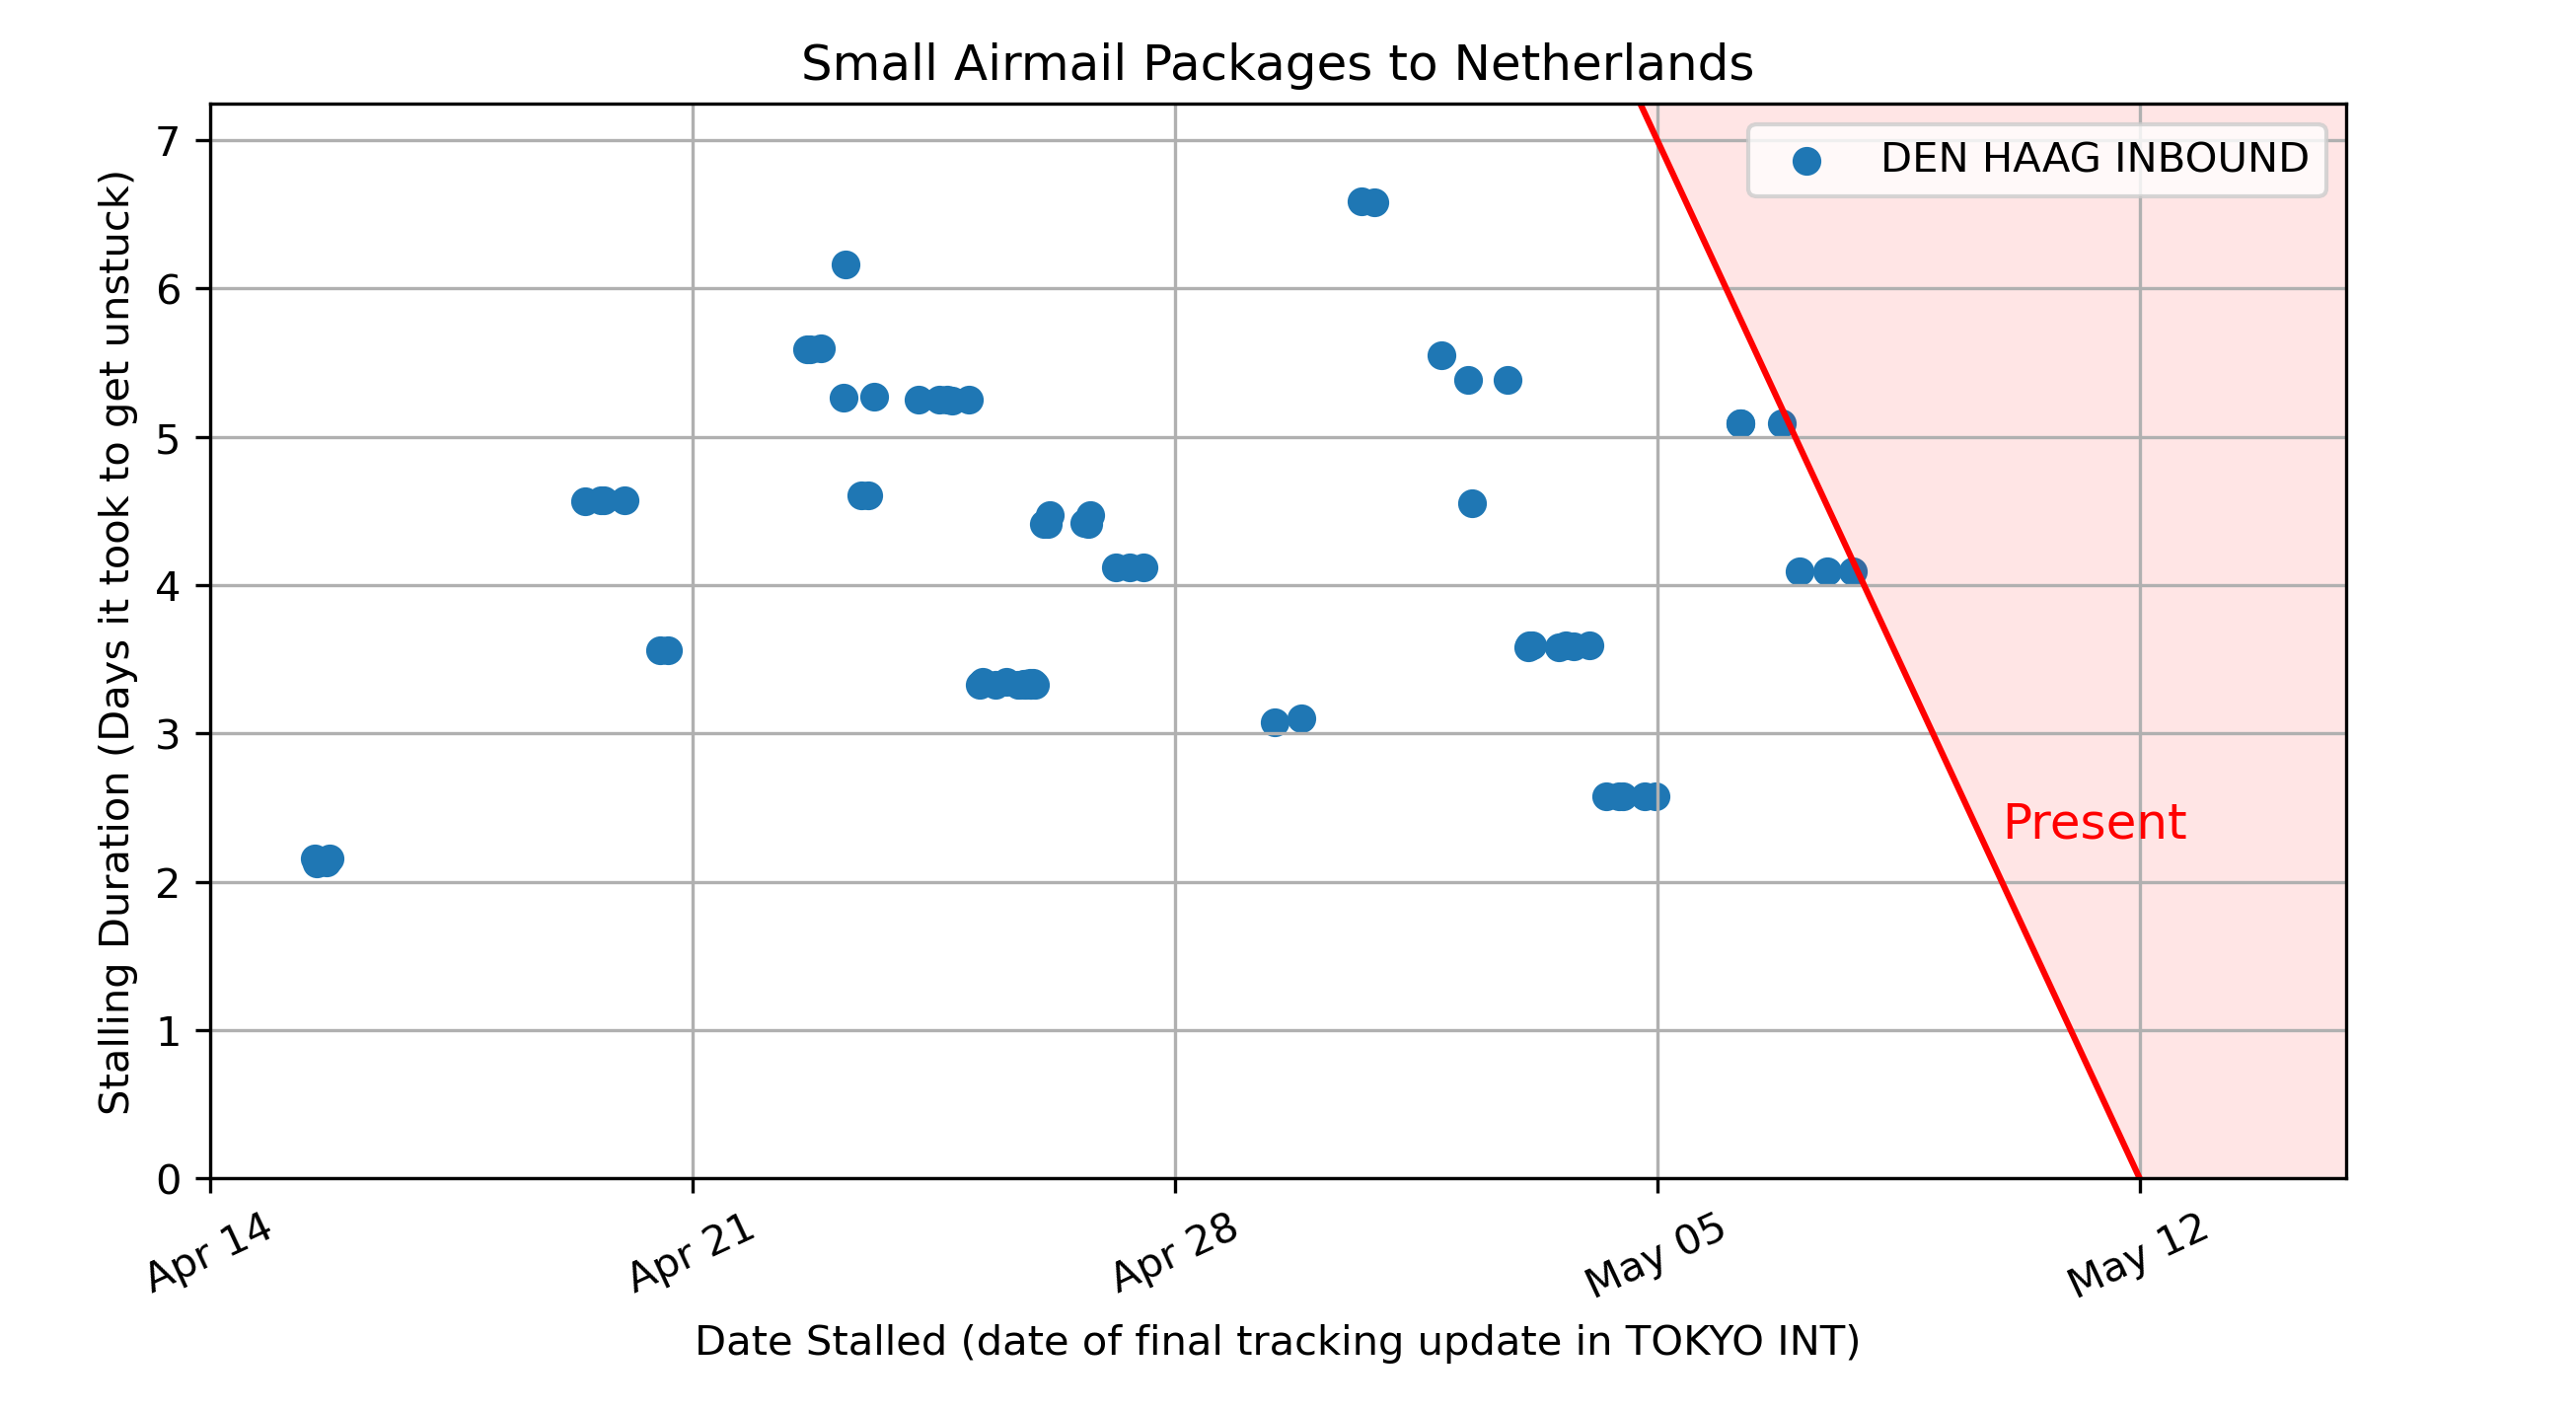 Small Airmail Packages to Netherlands
DEN HAAG INBOUND
Stalling Duration (Days it took to get unstuck)
7
6
5
4
3
2
1
0
Present
Apr 14
Apr 21
Apr 28
May 05
May 12
Date Stalled (date of final tracking update in TOKYO INT)